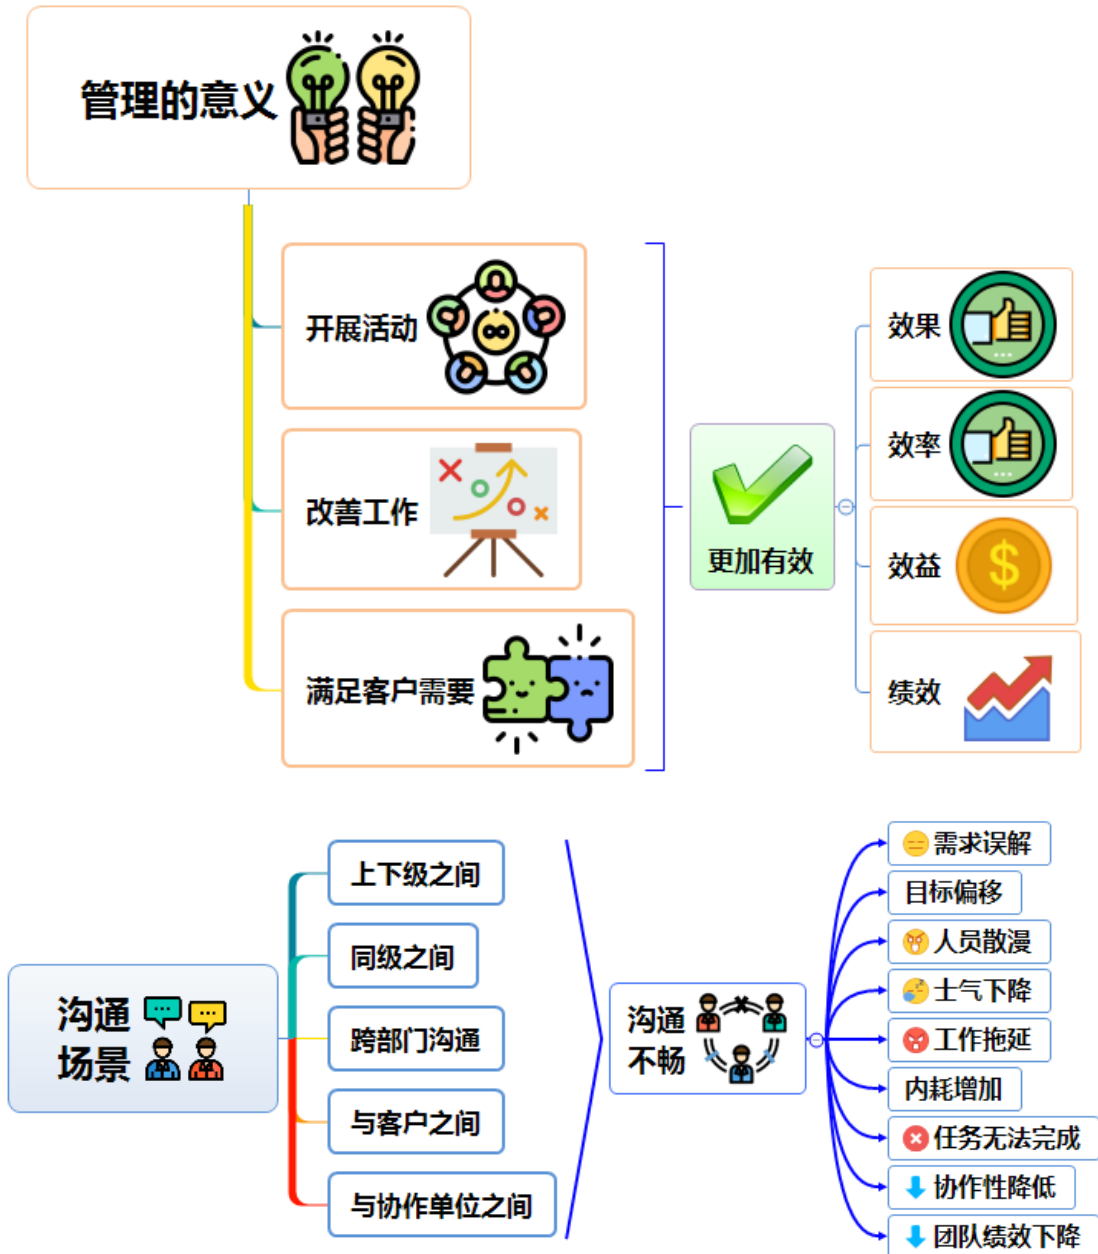 管理的意义
开展活动
改善工作
满足客户需要
更加有效
效果
效率
效益
绩效
沟通
场景
上下级之间
同级之间
跨部门沟通
与客户之间
与协作单位之间
沟通
不畅
需求误解
目标偏移
人员散漫
士气下降
工作拖延
内耗增加
任务无法完成
协作性降低
团队绩效下降